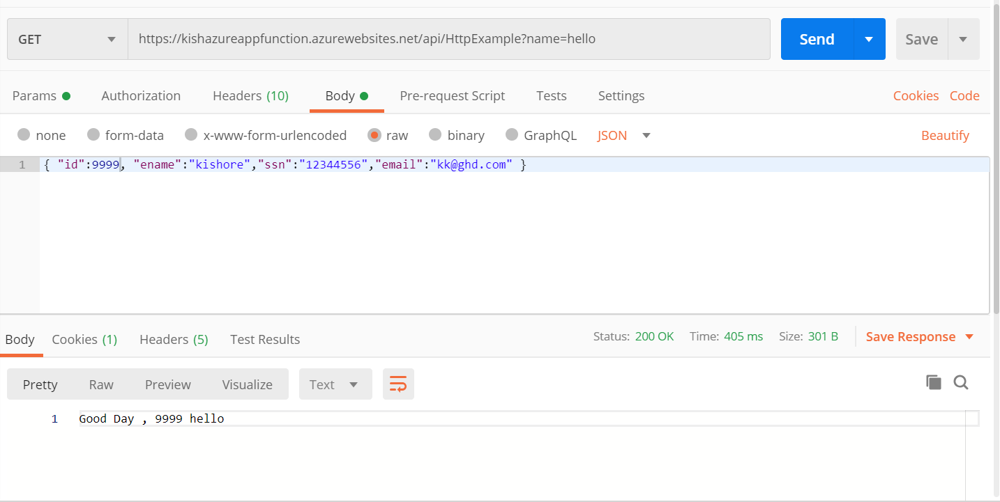 GET https://kishazureappfunction.azurewebsites.net/api/HttpExample?name=hello Send Save
Params Authorization Headers (10) Body Pre-request Script Tests Settings Cookies Code
none form-data x-www-form-urlencoded raw binary GraphQL JSON Beautify
1 { "id":9999, "ename":"kishore","ssn":"12344556","email":"kk@ghd.com" }
Body Cookies (1) Headers (5) Test Results Status: 200 OK Time: 405 ms Size: 301 B Save Response
Pretty Raw Preview Visualize Text
1 Good Day , 9999 hello